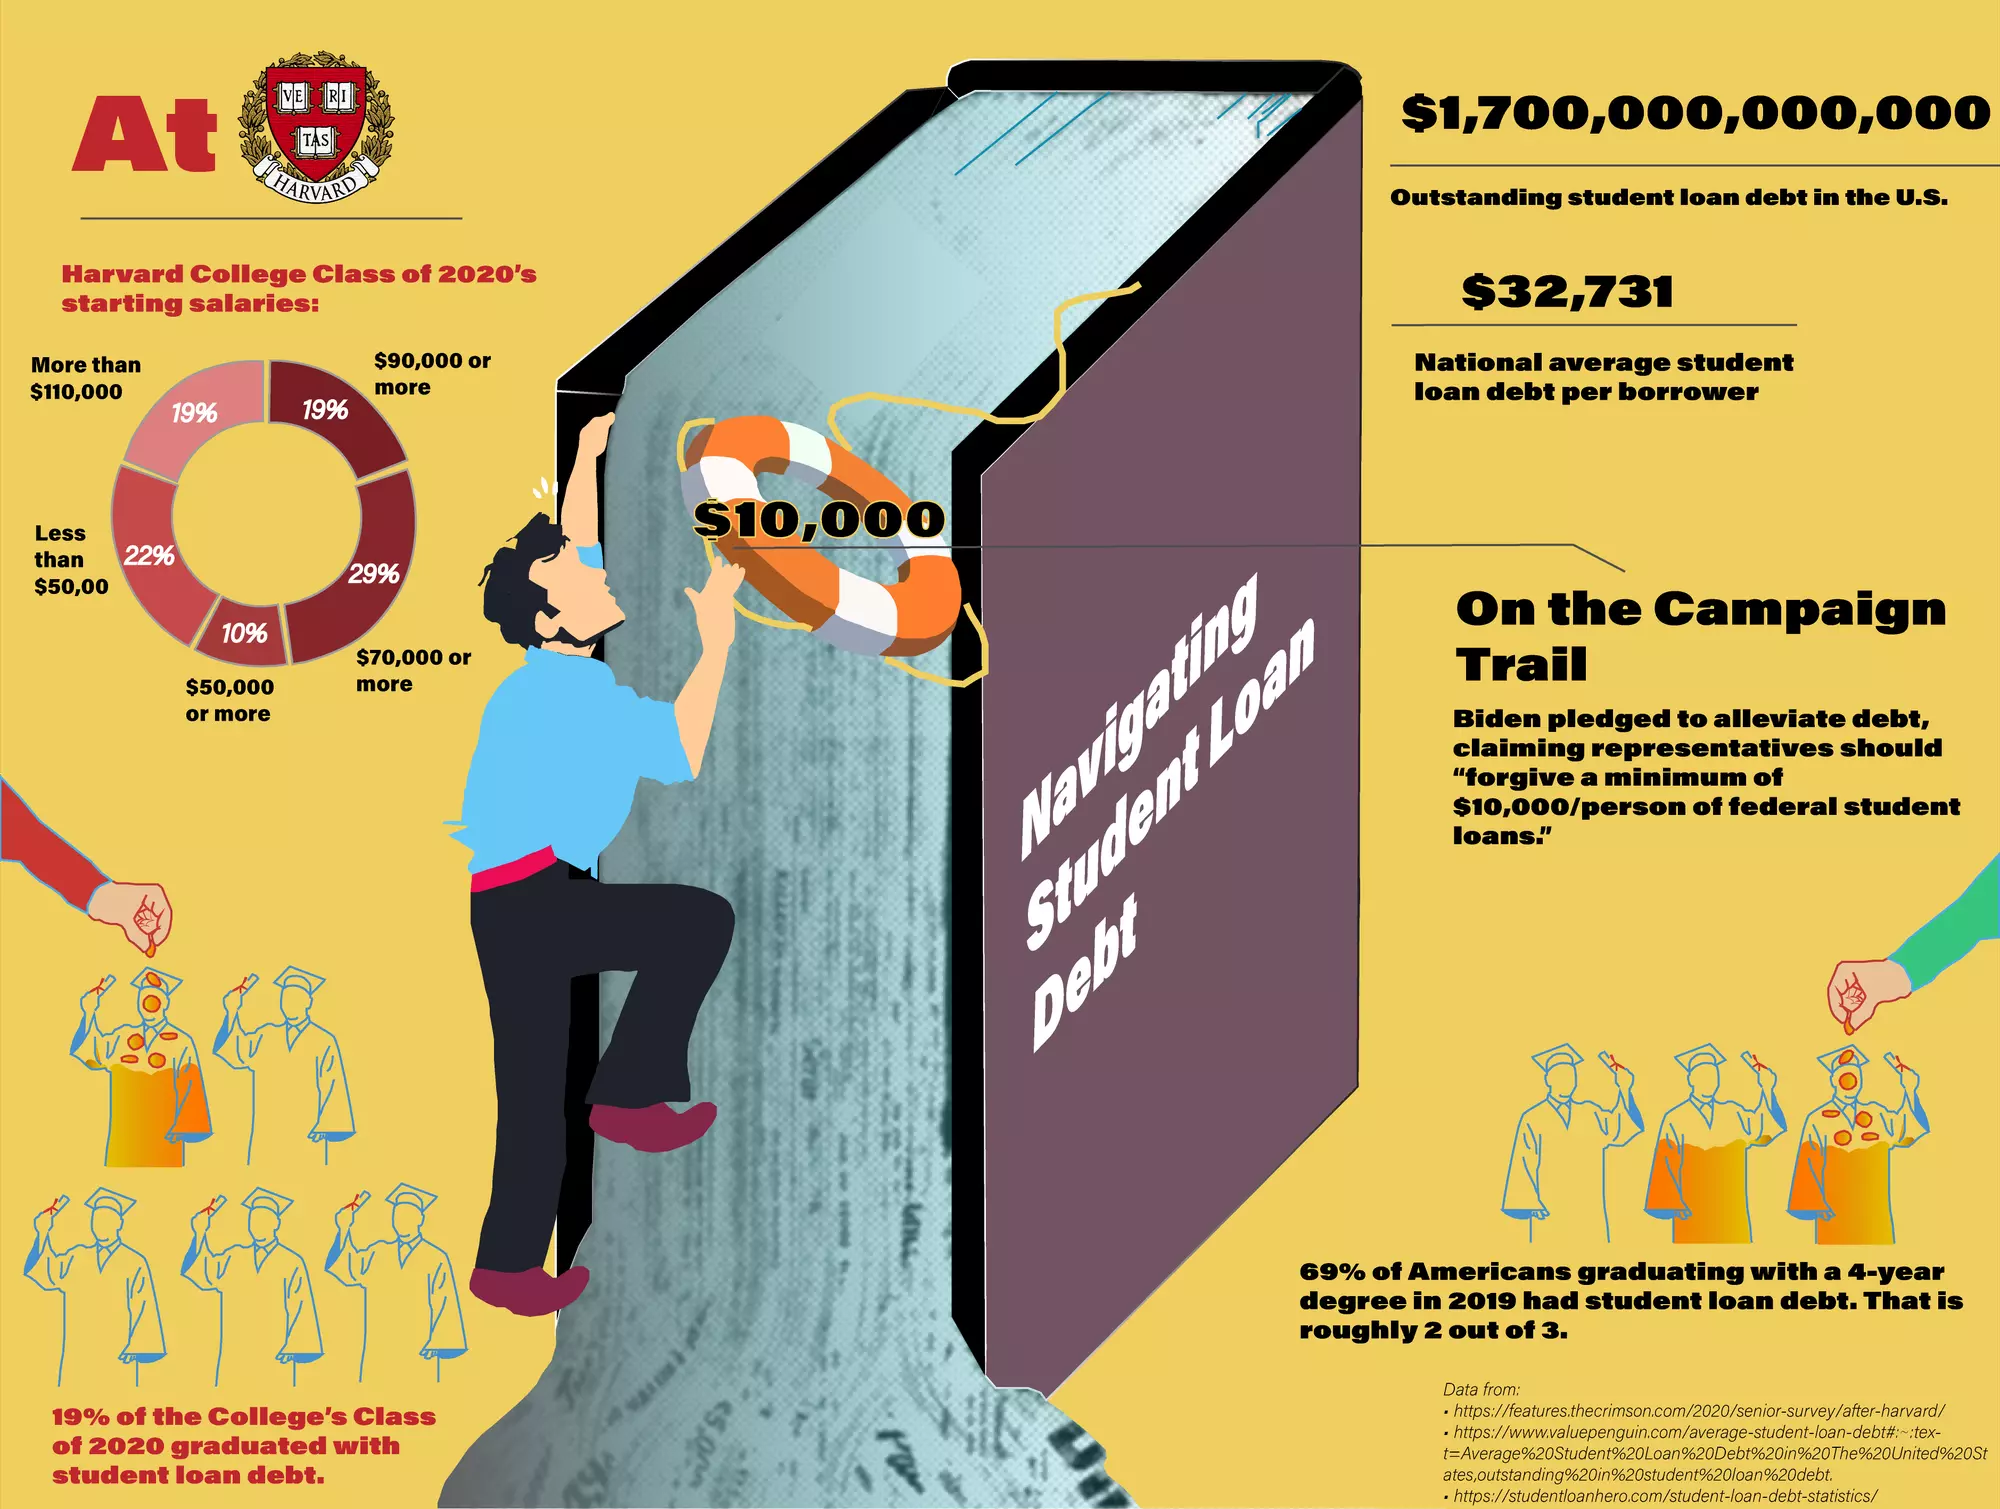 At
VE RI
TAS
HARVARD
Harvard College Class of 2020's
starting salaries:
More than
$110,000
19%
19%
$90,000 or
more
Less
than
$50,00
22%
29%
10%
$50,000
or more
$70,000 or
more
19% of the College's Class
of 2020 graduated with
student loan debt.
$10,000
Navigating
Student Loan
Debt
$1,700,000,000,000
Outstanding student loan debt in the U.S.
$32,731
National average student
loan debt per borrower
On the Campaign
Trail
Biden pledged to alleviate debt,
claiming representatives should
“forgive a minimum of
$10,000/person of federal student
loans.”
69% of Americans graduating with a 4-year
degree in 2019 had student loan debt. That is
roughly 2 out of 3.
Data from:
• https://features.thecrimson.com/2020/senior-survey/after-harvard/
• https://www.valuepenguin.com/average-student-loan-debt#:~:tex-
t=Average%20Student%20Loan%20Debt%20in%20The%20United%20St
ates,outstanding%20in%20student%20loan%20debt.
• https://studentloanhero.com/student-loan-debt-statistics/